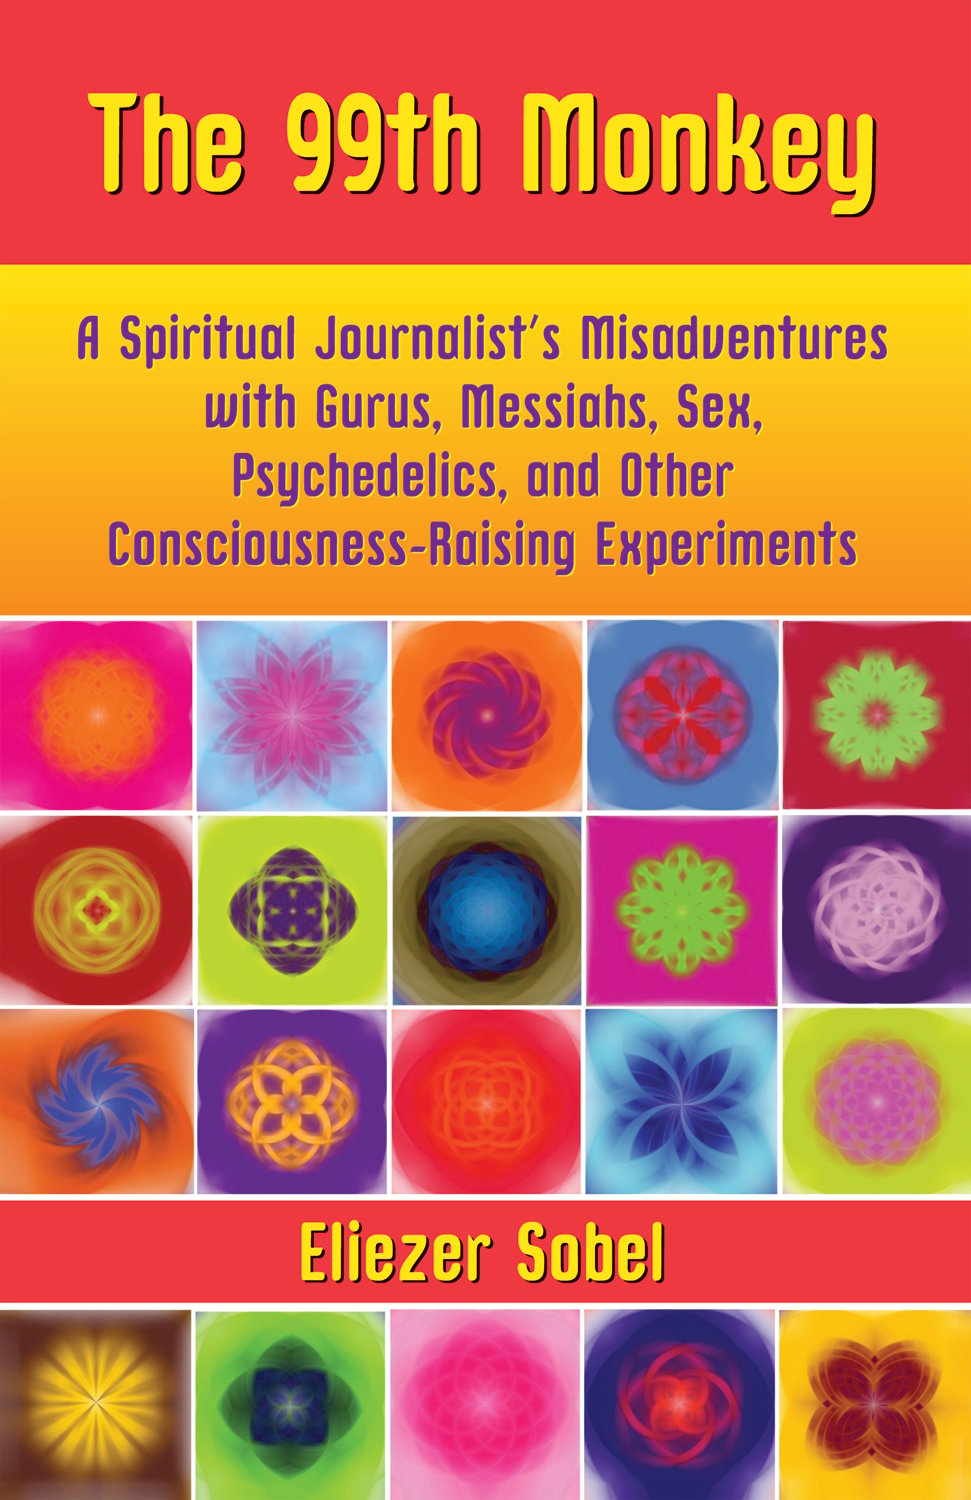 The 99th Monkey
A Spiritual Journalist's Misadventures
with Gurus, Messiahs, Sex,
Psychedelics, and Other
Consciousness-Raising Experiments
Eliezer Sobel